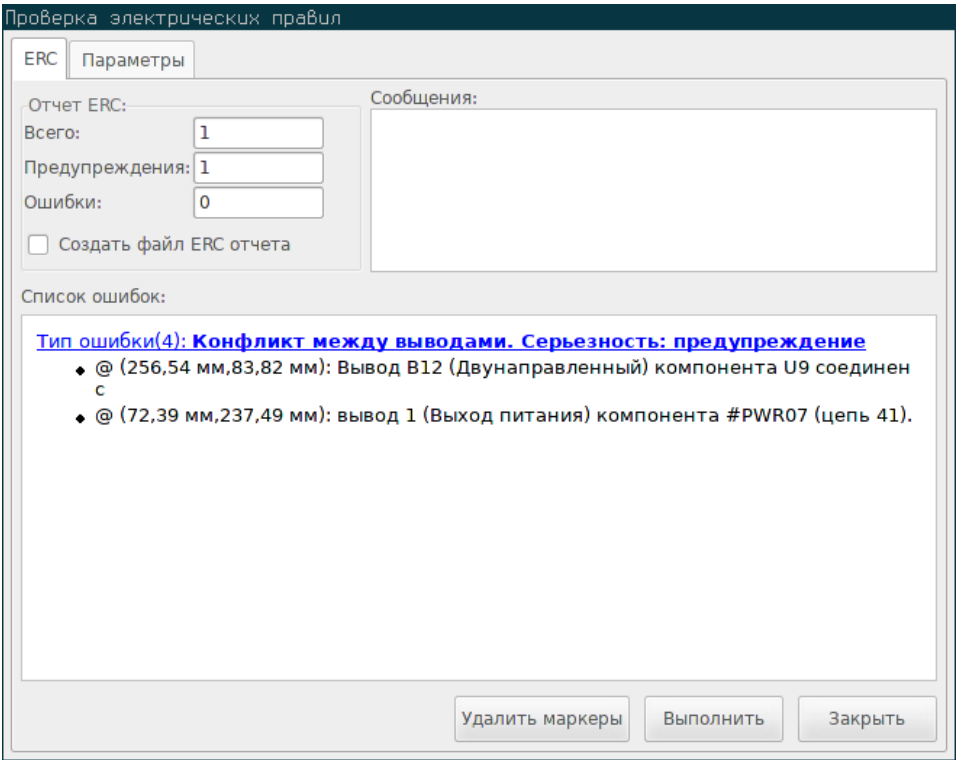 Проверка электрических правил
ERC
Параметры
Отчет ERC:
Сообщения:
Всего:
1
Предупреждения:
1
Ошибки:
0
Создать файл ERC отчета
Список ошибок:
Тип ошибки(4): Конфликт между выводами. Серьезность: предупреждение
@ (256,54 мм,83,82 мм): Вывод B12 (Двунаправленный) компонента U9 соединен
с
@ (72,39 мм,237,49 мм): вывод 1 (Выход питания) компонента #PWR07 (цепь 41).
Удалить маркеры
Выполнить
Закрыть